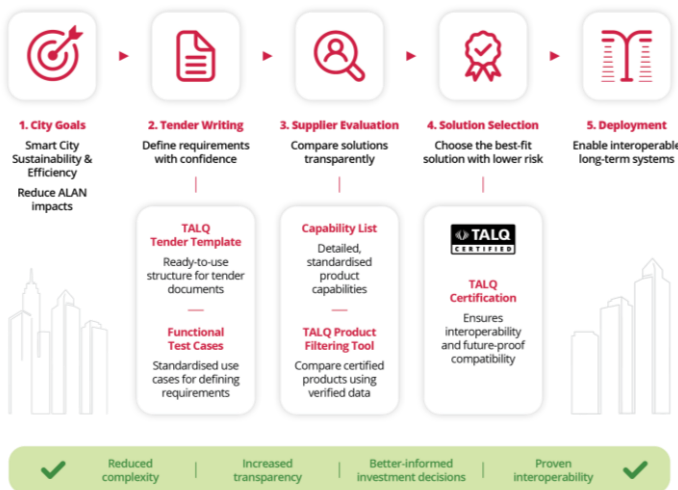 1. City Goals
Smart City
Sustainability &
Efficiency
Reduce ALAN
impacts
2. Tender Writing
Define requirements
with confidence
TALQ
Tender Template
Ready-to-use
structure for tender
documents
Functional
Test Cases
Standardised use
cases for defining
requirements
3. Supplier Evaluation
Compare solutions
transparently
Capability List
Detailed,
standardised
product
capabilities
TALQ Product
Filtering Tool
Compare certified
products using
verified data
4. Solution Selection
Choose the best-fit
solution with lower risk
TALQ
CERTIFIED
TALQ
Certification
Ensures
interoperability
and future-proof
compatibility
5. Deployment
Enable interoperable
long-term systems
Reduced
complexity
Increased
transparency
Better-informed
investment decisions
Proven
interoperability